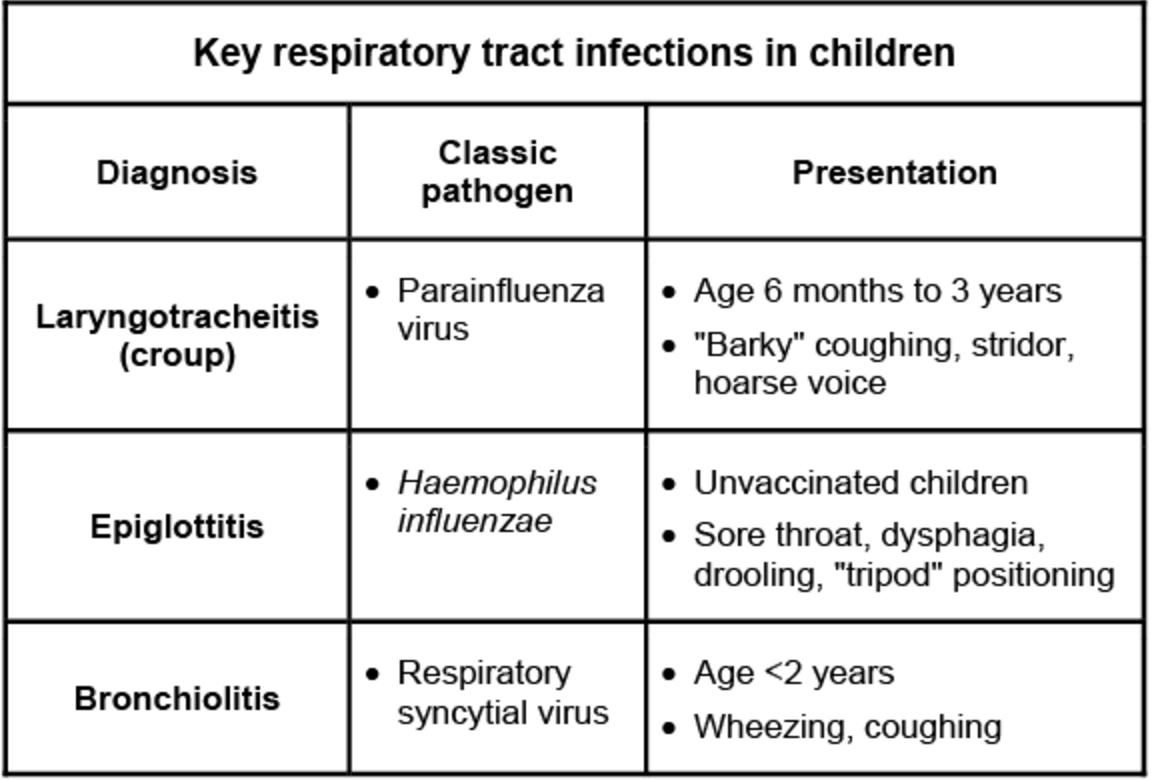 Key respiratory tract infections in children
Diagnosis
Classic
pathogen
Presentation
Laryngotracheitis
(croup)
• Parainfluenza
virus
• Age 6 months to 3 years
• "Barky" coughing, stridor,
hoarse voice
Epiglottitis
• Haemophilus
influenzae
• Unvaccinated children
• Sore throat, dysphagia,
drooling, "tripod" positioning
Bronchiolitis
• Respiratory
syncytial virus
• Age <2 years
• Wheezing, coughing